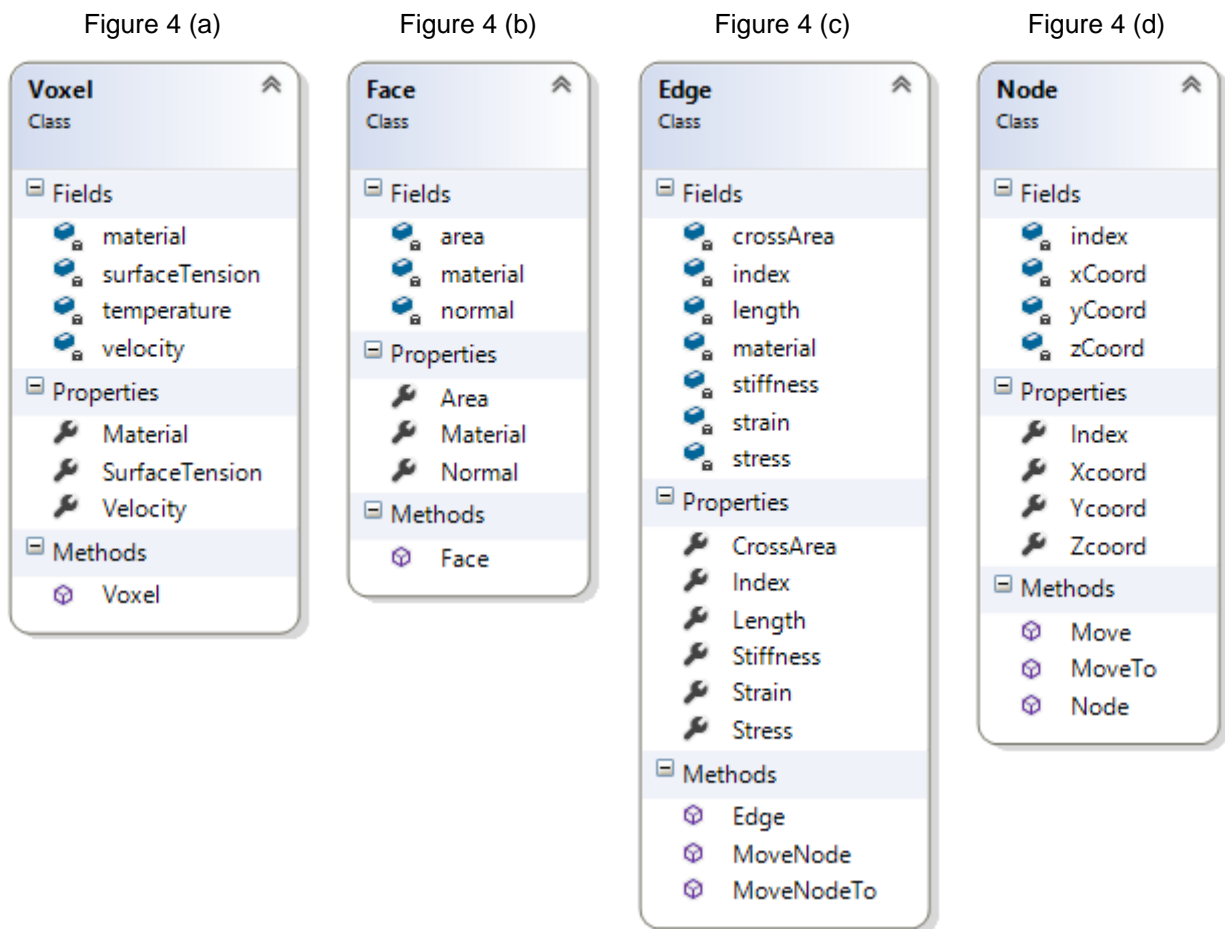 Figure 4 (a)
Voxel
Class
Fields
material
surfaceTension
temperature
velocity
Properties
Material
SurfaceTension
Velocity
Methods
Voxel
Figure 4 (b)
Face
Class
Fields
area
material
normal
Properties
Area
Material
Normal
Methods
Face
Figure 4 (c)
Edge
Class
Fields
crossArea
index
length
material
stiffness
strain
stress
Properties
CrossArea
Index
Length
Stiffness
Strain
Stress
Methods
Edge
MoveNode
MoveNodeTo
Figure 4 (d)
Node
Class
Fields
index
xCoord
yCoord
zCoord
Properties
Index
Xcoord
Ycoord
Zcoord
Methods
Move
MoveTo
Node